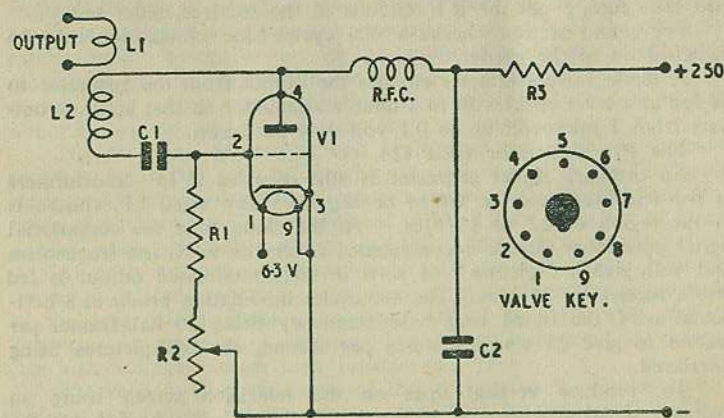 OUTPUT
L1
L2
C1
R.F.C.
R3
+250
4
2
V1
1
9
3
6·3 V
R1
R2
C2
5
4
6
3
7
2
8
1
9
VALVE KEY.
-